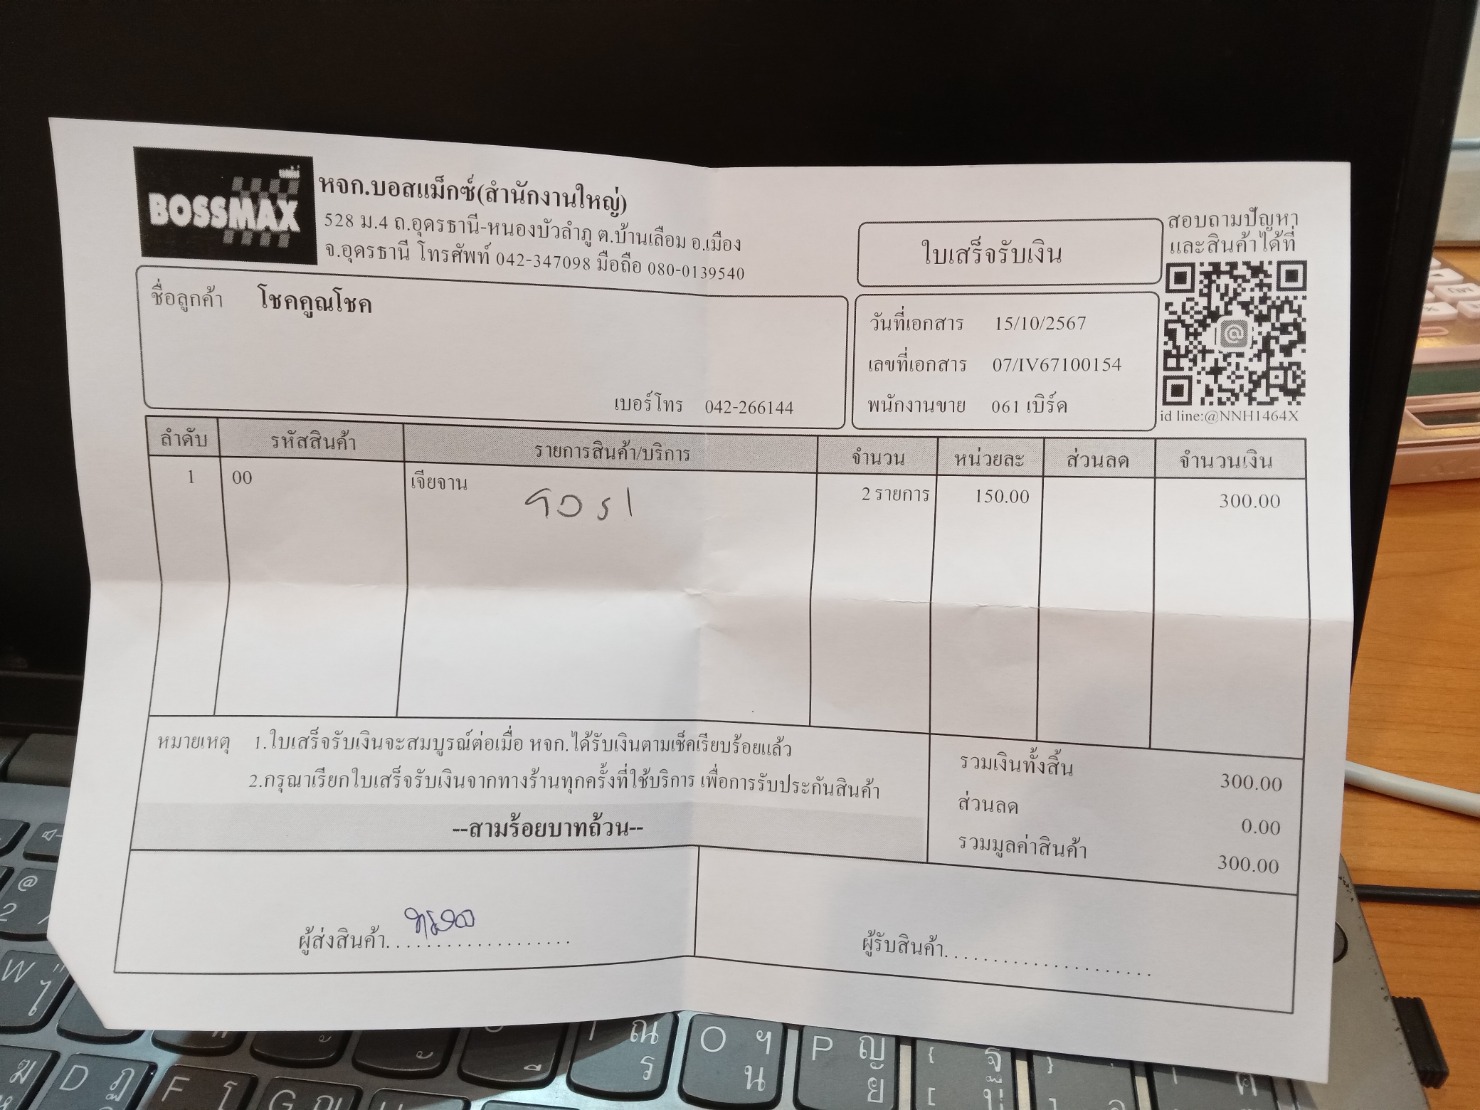 แม็ก
BOSSMAX
หจก.บอสแม็กซ์(สำนักงานใหญ่)
528 ม.4 ถ.อุดรธานี-หนองบัวลำภู ต.บ้านเลื่อม อ.เมือง
จ.อุดรธานี โทรศัพท์ 042-347098 มือถือ 080-0139540
ใบเสร็จรับเงิน
สอบถามปัญหา
และสินค้าได้ที่
id line:@NNH1464X
ชื่อลูกค้า โชคคูณโชค
เบอร์โทร 042-266144
วันที่เอกสาร 15/10/2567
เลขที่เอกสาร 07/IV67100154
พนักงานขาย 061 เบิร์ด
ลำดับ รหัสสินค้า รายการสินค้า/บริการ จำนวน หน่วยละ ส่วนลด จำนวนเงิน
1 00 เจียจาน 2 รายการ 150.00 300.00
หมายเหตุ 1.ใบเสร็จรับเงินจะสมบูรณ์ต่อเมื่อ หจก.ได้รับเงินตามเช็คเรียบร้อยแล้ว
2.กรุณาเรียกใบเสร็จรับเงินจากทางร้านทุกครั้งที่ใช้บริการ เพื่อการรับประกันสินค้า
--สามร้อยบาทถ้วน--
รวมเงินทั้งสิ้น 300.00
ส่วนลด 0.00
รวมมูลค่าสินค้า 300.00
ผู้ส่งสินค้า....................
ผู้รับสินค้า......................